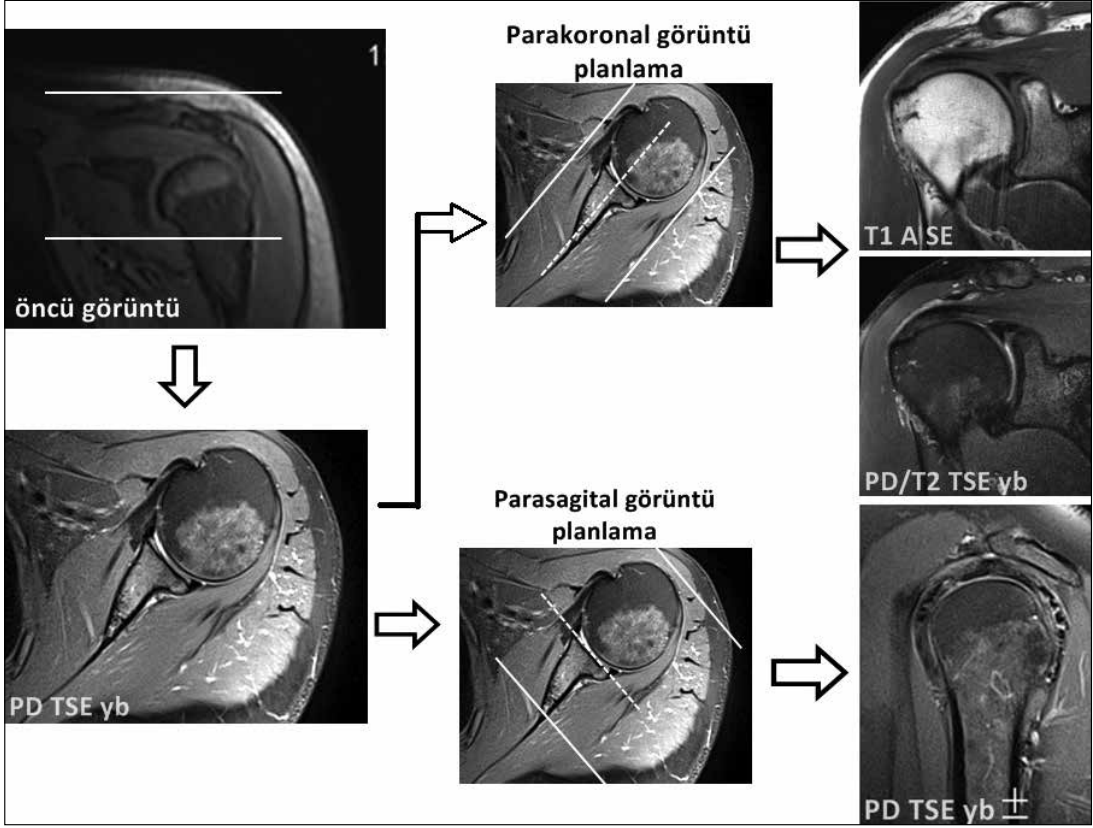 1
öncü görüntü
PD TSE yb
Parakoronal görüntü
planlama
Parasagital görüntü
planlama
T1 A SE
PD/T2 TSE yb
PD TSE yb ±